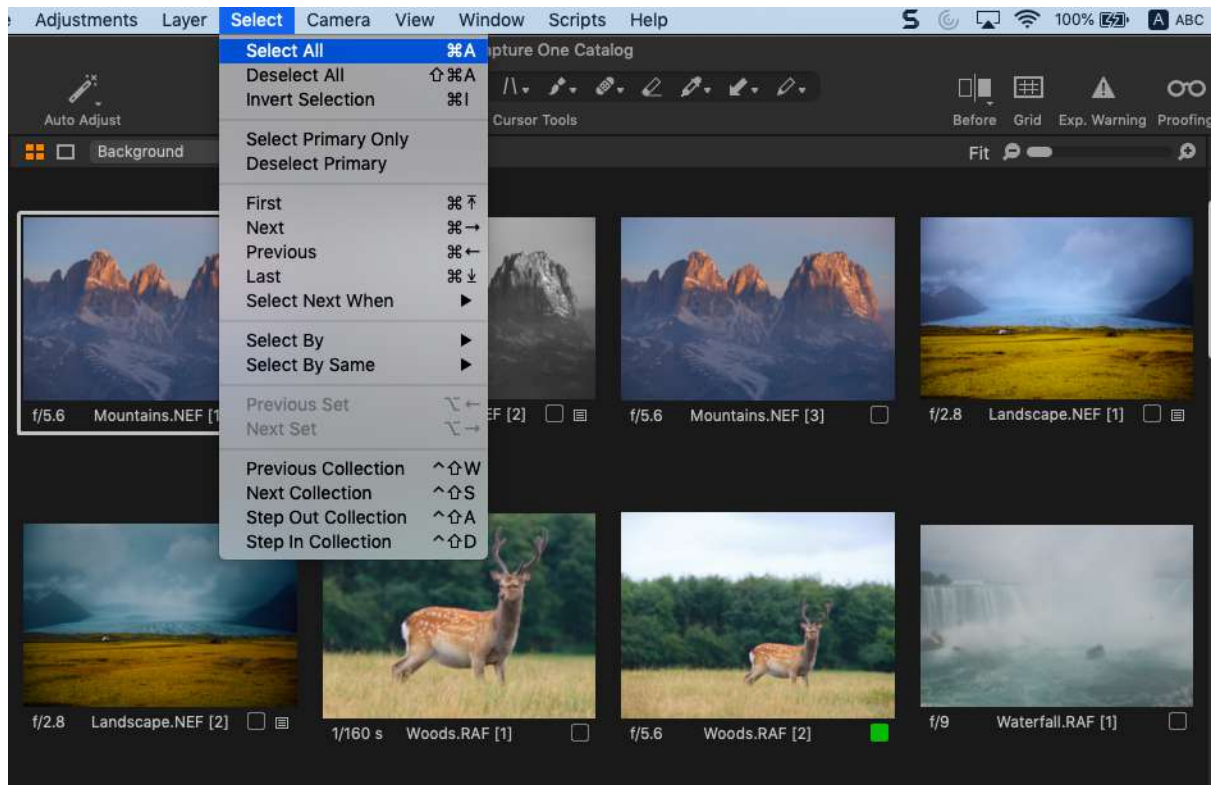 Adjustments Layer Select Camera View Window Scripts Help 100% A ABC
Select All ⌘A
Deselect All ⇧⌘A
Invert Selection ⌘I
Select Primary Only
Deselect Primary
First ⌘⤒
Next ⌘→
Previous ⌘←
Last ⌘⤓
Select Next When ▶
Select By ▶
Select By Same ▶
Previous Set ⌥←
Next Set ⌥→
Previous Collection ^⇧W
Next Collection ^⇧S
Step Out Collection ^⇧A
Step In Collection ^⇧D
One Catalog
Auto Adjust
Cursor Tools
Before Grid Exp. Warning Proofing
Background
Fit
f/5.6 Mountains.NEF [1
[2]
f/5.6 Mountains.NEF [3]
f/2.8 Landscape.NEF [1]
f/2.8 Landscape.NEF [2]
1/160 s Woods.RAF [1]
f/5.6 Woods.RAF [2]
f/9 Waterfall.RAF [1]